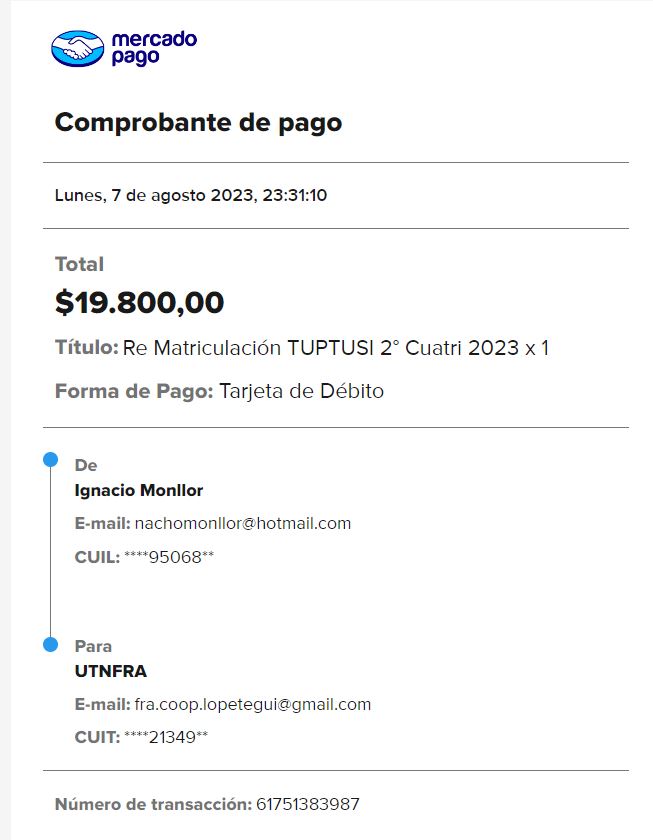 mercado
pago
Comprobante de pago
Lunes, 7 de agosto 2023, 23:31:10
Total
$19.800,00
Título: Re Matriculación TUPTUSI 2° Cuatri 2023 x 1
Forma de Pago: Tarjeta de Débito
De
Ignacio Monllor
E-mail: nachomonllor@hotmail.com
CUIL: ****95068**
Para
UTNFRA
E-mail: fra.coop.lopetegui@gmail.com
CUIT: ****21349**
Número de transacción: 61751383987